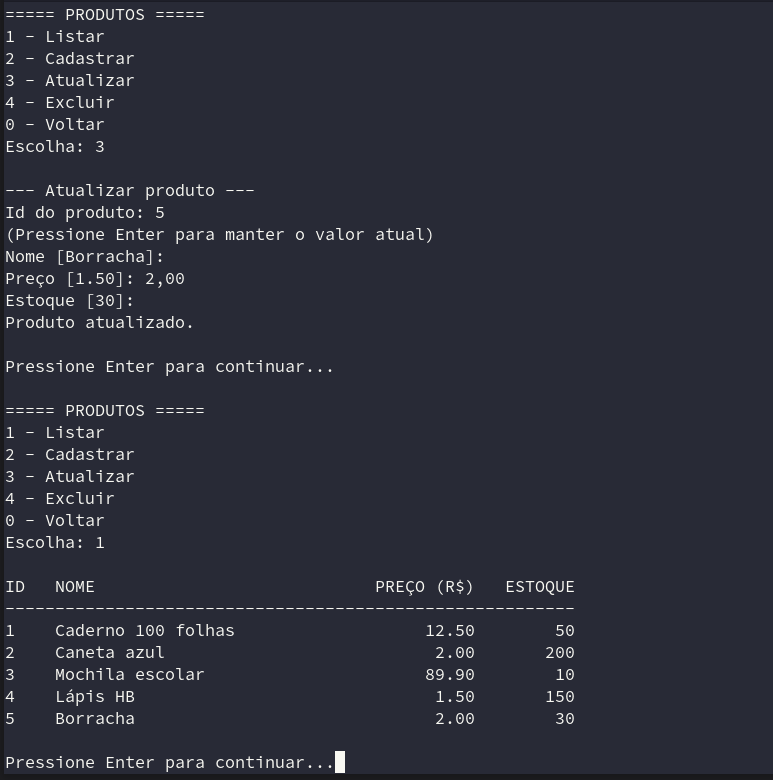 ===== PRODUTOS =====
1 - Listar
2 - Cadastrar
3 - Atualizar
4 - Excluir
0 - Voltar
Escolha: 3

--- Atualizar produto ---
Id do produto: 5
(Pressione Enter para manter o valor atual)
Nome [Borracha]:
Preço [1.50]: 2,00
Estoque [30]:
Produto atualizado.

Pressione Enter para continuar...

===== PRODUTOS =====
1 - Listar
2 - Cadastrar
3 - Atualizar
4 - Excluir
0 - Voltar
Escolha: 1

ID   NOME                            PREÇO (R$)   ESTOQUE
---------------------------------------------------------
1    Caderno 100 folhas                   12.50        50
2    Caneta azul                           2.00       200
3    Mochila escolar                      89.90        10
4    Lápis HB                              1.50       150
5    Borracha                              2.00        30

Pressione Enter para continuar...